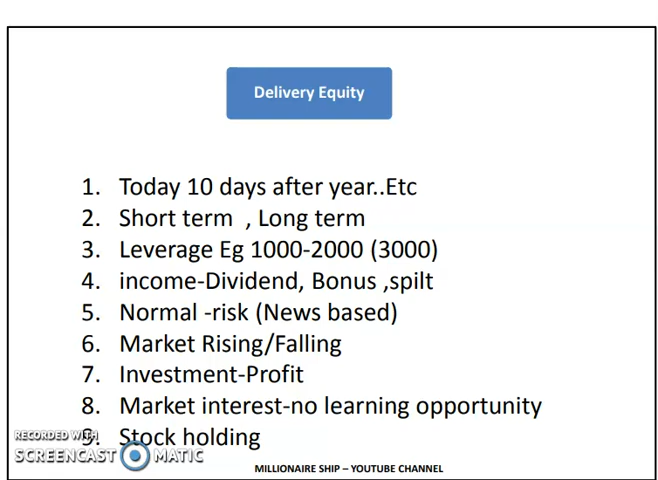 Delivery Equity
1. Today 10 days after year..Etc
2. Short term , Long term
3. Leverage Eg 1000-2000 (3000)
4. income-Dividend, Bonus ,spilt
5. Normal -risk (News based)
6. Market Rising/Falling
7. Investment-Profit
8. Market interest-no learning opportunity
9. Stock holding
RECORDED WITH
SCREENCAST MATIC
MILLIONAIRE SHIP – YOUTUBE CHANNEL